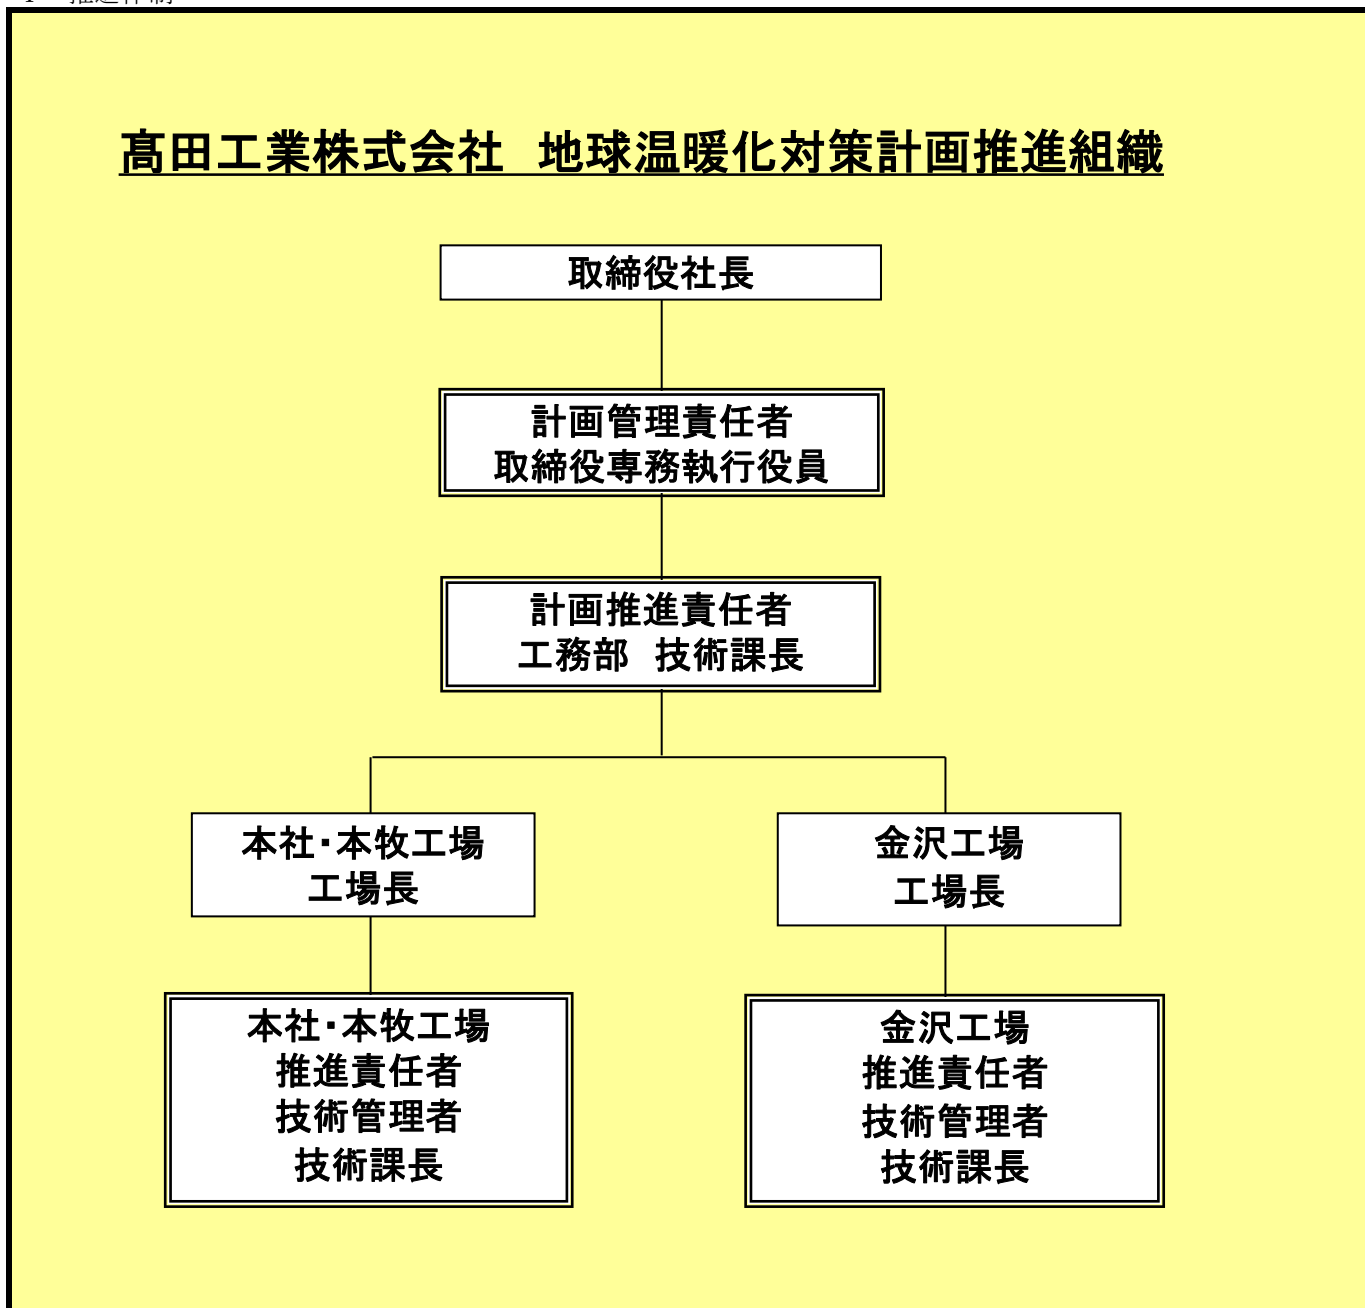 髙田工業株式会社　地球温暖化対策計画推進組織
取締役社長
計画管理責任者
取締役専務執行役員
計画推進責任者
工務部　技術課長
本社・本牧工場
工場長
金沢工場
工場長
本社・本牧工場
推進責任者
技術管理者
技術課長
金沢工場
推進責任者
技術管理者
技術課長